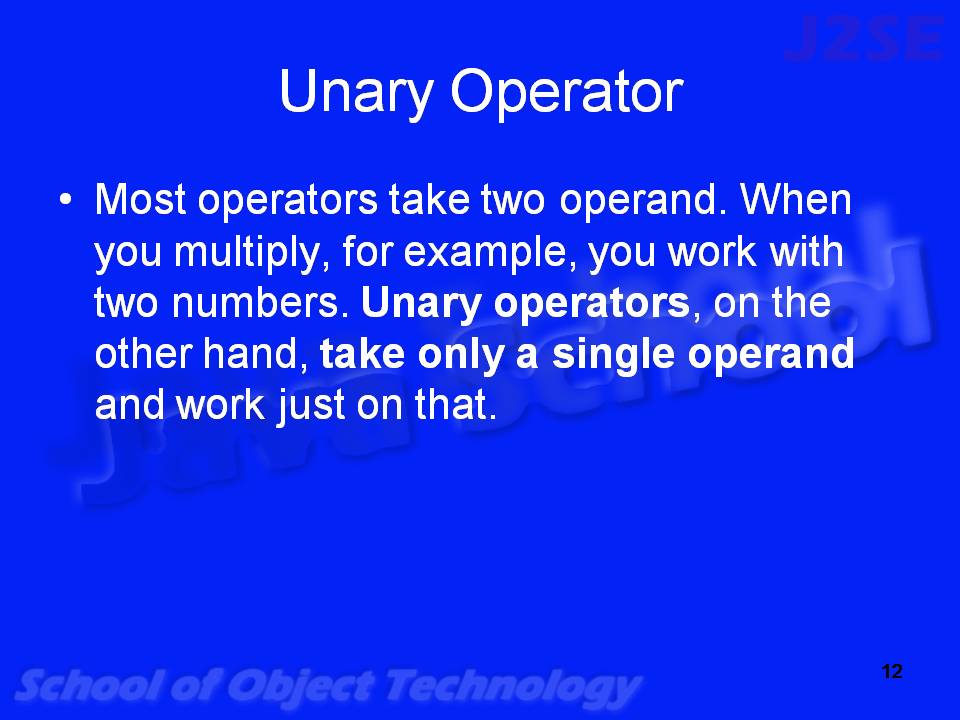 J2SE
Unary Operator
• Most operators take two operand. When
you multiply, for example, you work with
two numbers. Unary operators, on the
other hand, take only a single operand
and work just on that.
Java School
12
School of Object Technology